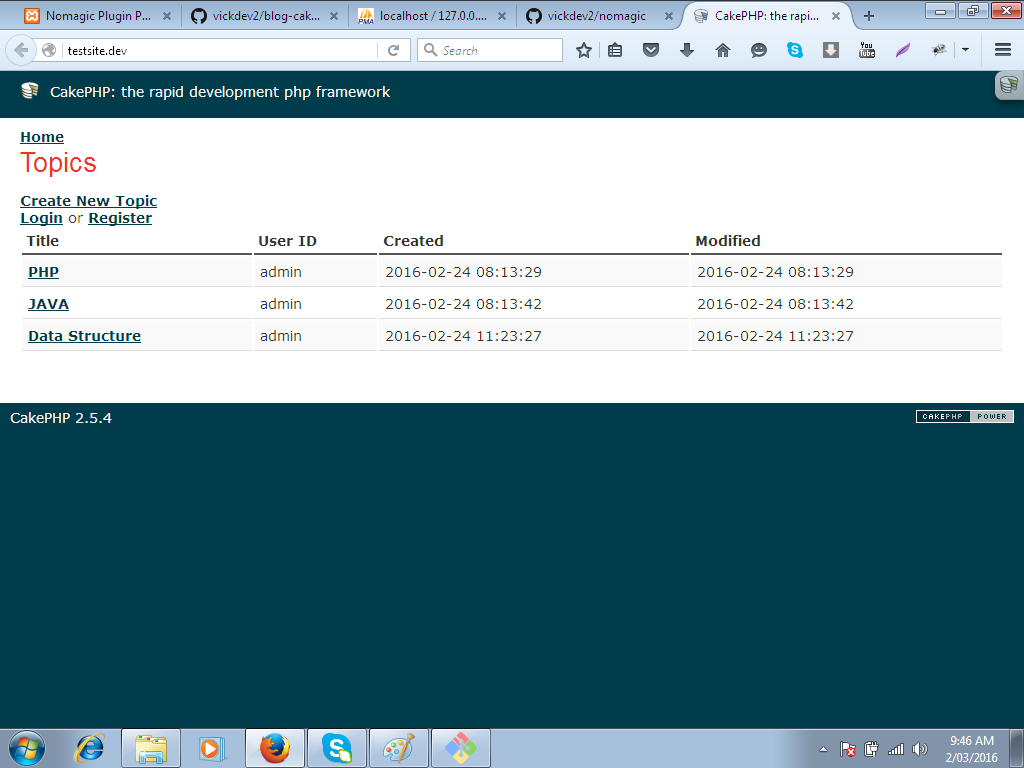 Nomagic Plugin P... vickdev2/blog-cak... localhost / 127.0.0.... vickdev2/nomagic CakePHP: the rapi...
testsite.dev Search
CakePHP: the rapid development php framework
Home
Topics
Create New Topic
Login or Register
Title User ID Created Modified
PHP admin 2016-02-24 08:13:29 2016-02-24 08:13:29
JAVA admin 2016-02-24 08:13:42 2016-02-24 08:13:42
Data Structure admin 2016-02-24 11:23:27 2016-02-24 11:23:27
CakePHP 2.5.4 CAKEPHP POWER
9:46 AM
2/03/2016